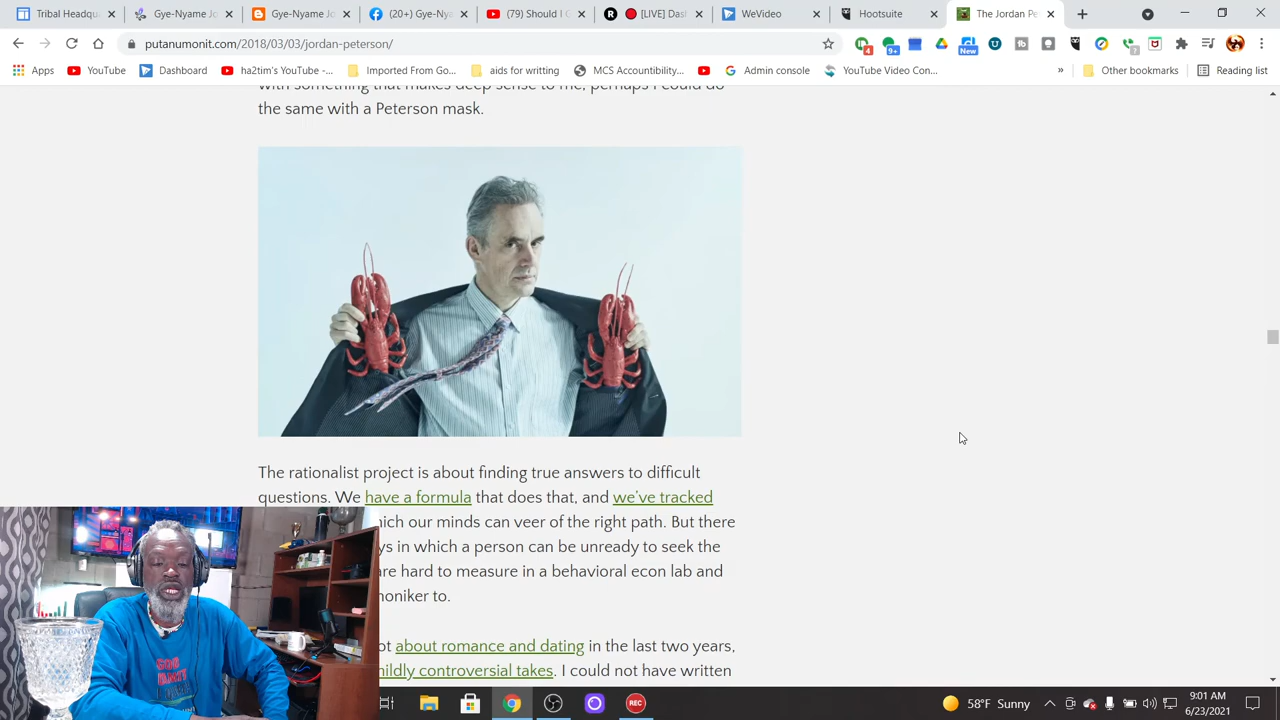 Tribal Headqu
Gye-Nyame Jo
Gye-Nyame Jo
(20+) Gye-Ny
(79) Should I G
[LIVE] Das
WeVideo
Hootsuite
The Jordan Pe
putanumonit.com/2018/03/03/jordan-peterson/
4
9+
New
Apps
YouTube
Dashboard
ha2tim's YouTube -...
Imported From Go...
aids for writting
MCS Accountibility...
Admin console
YouTube Video Con...
»
Other bookmarks
Reading list
with something that makes deep sense to me, perhaps I could do
the same with a Peterson mask.
The rationalist project is about finding true answers to difficult
questions. We have a formula that does that, and we've tracked
hich our minds can veer of the right path. But there
ys in which a person can be unready to seek the
are hard to measure in a behavioral econ lab and
moniker to.
ot about romance and dating in the last two years,
mildly controversial takes. I could not have written
REC
58°F Sunny
9:01 AM
6/23/2021